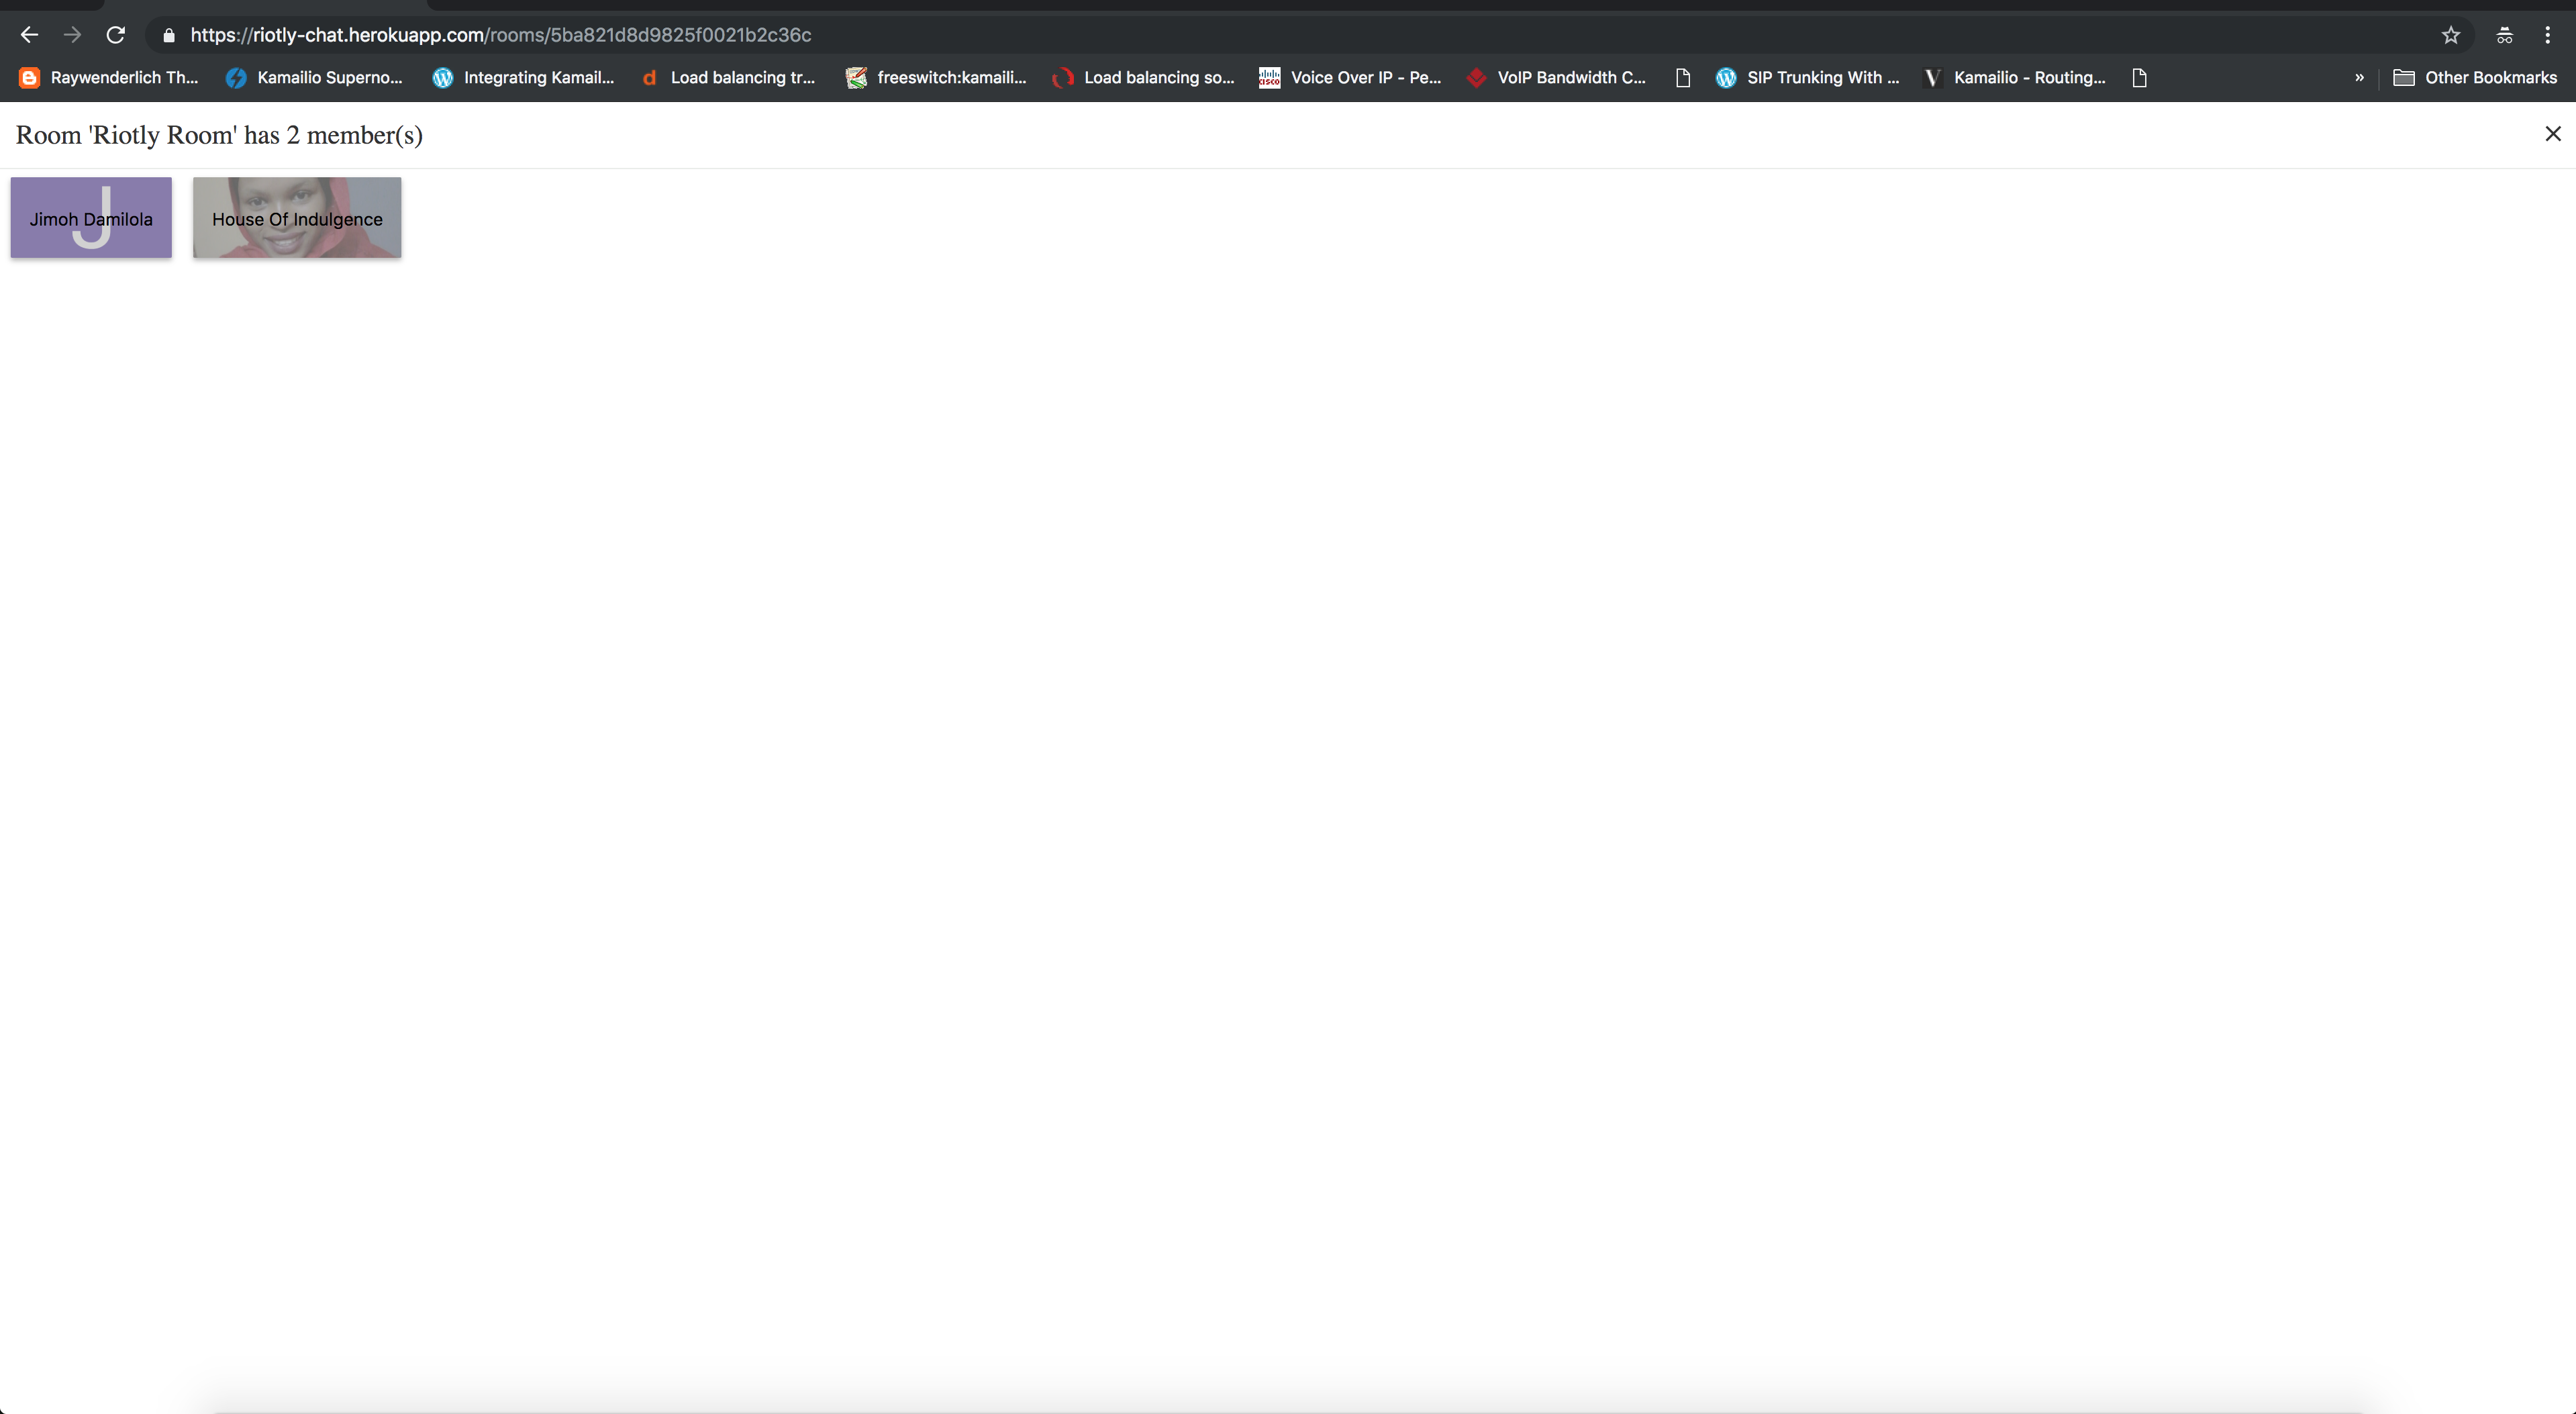 https://riotly-chat.herokuapp.com/rooms/5ba821d8d9825f0021b2c36c
Raywenderlich Th... Kamailio Superno... Integrating Kamail... Load balancing tr... freeswitch:kamaili... Load balancing so... Voice Over IP - Pe... VoIP Bandwidth C... SIP Trunking With ... Kamailio - Routing... » Other Bookmarks
Room 'Riotly Room' has 2 member(s)
J
Jimoh Damilola House Of Indulgence